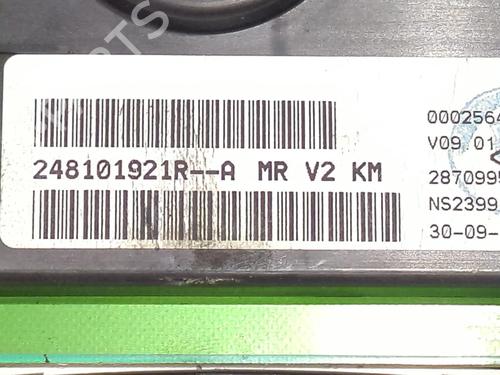 248101921R--A MR V2 KM
0002564
V09 01
2870995
NS2399
30-09-